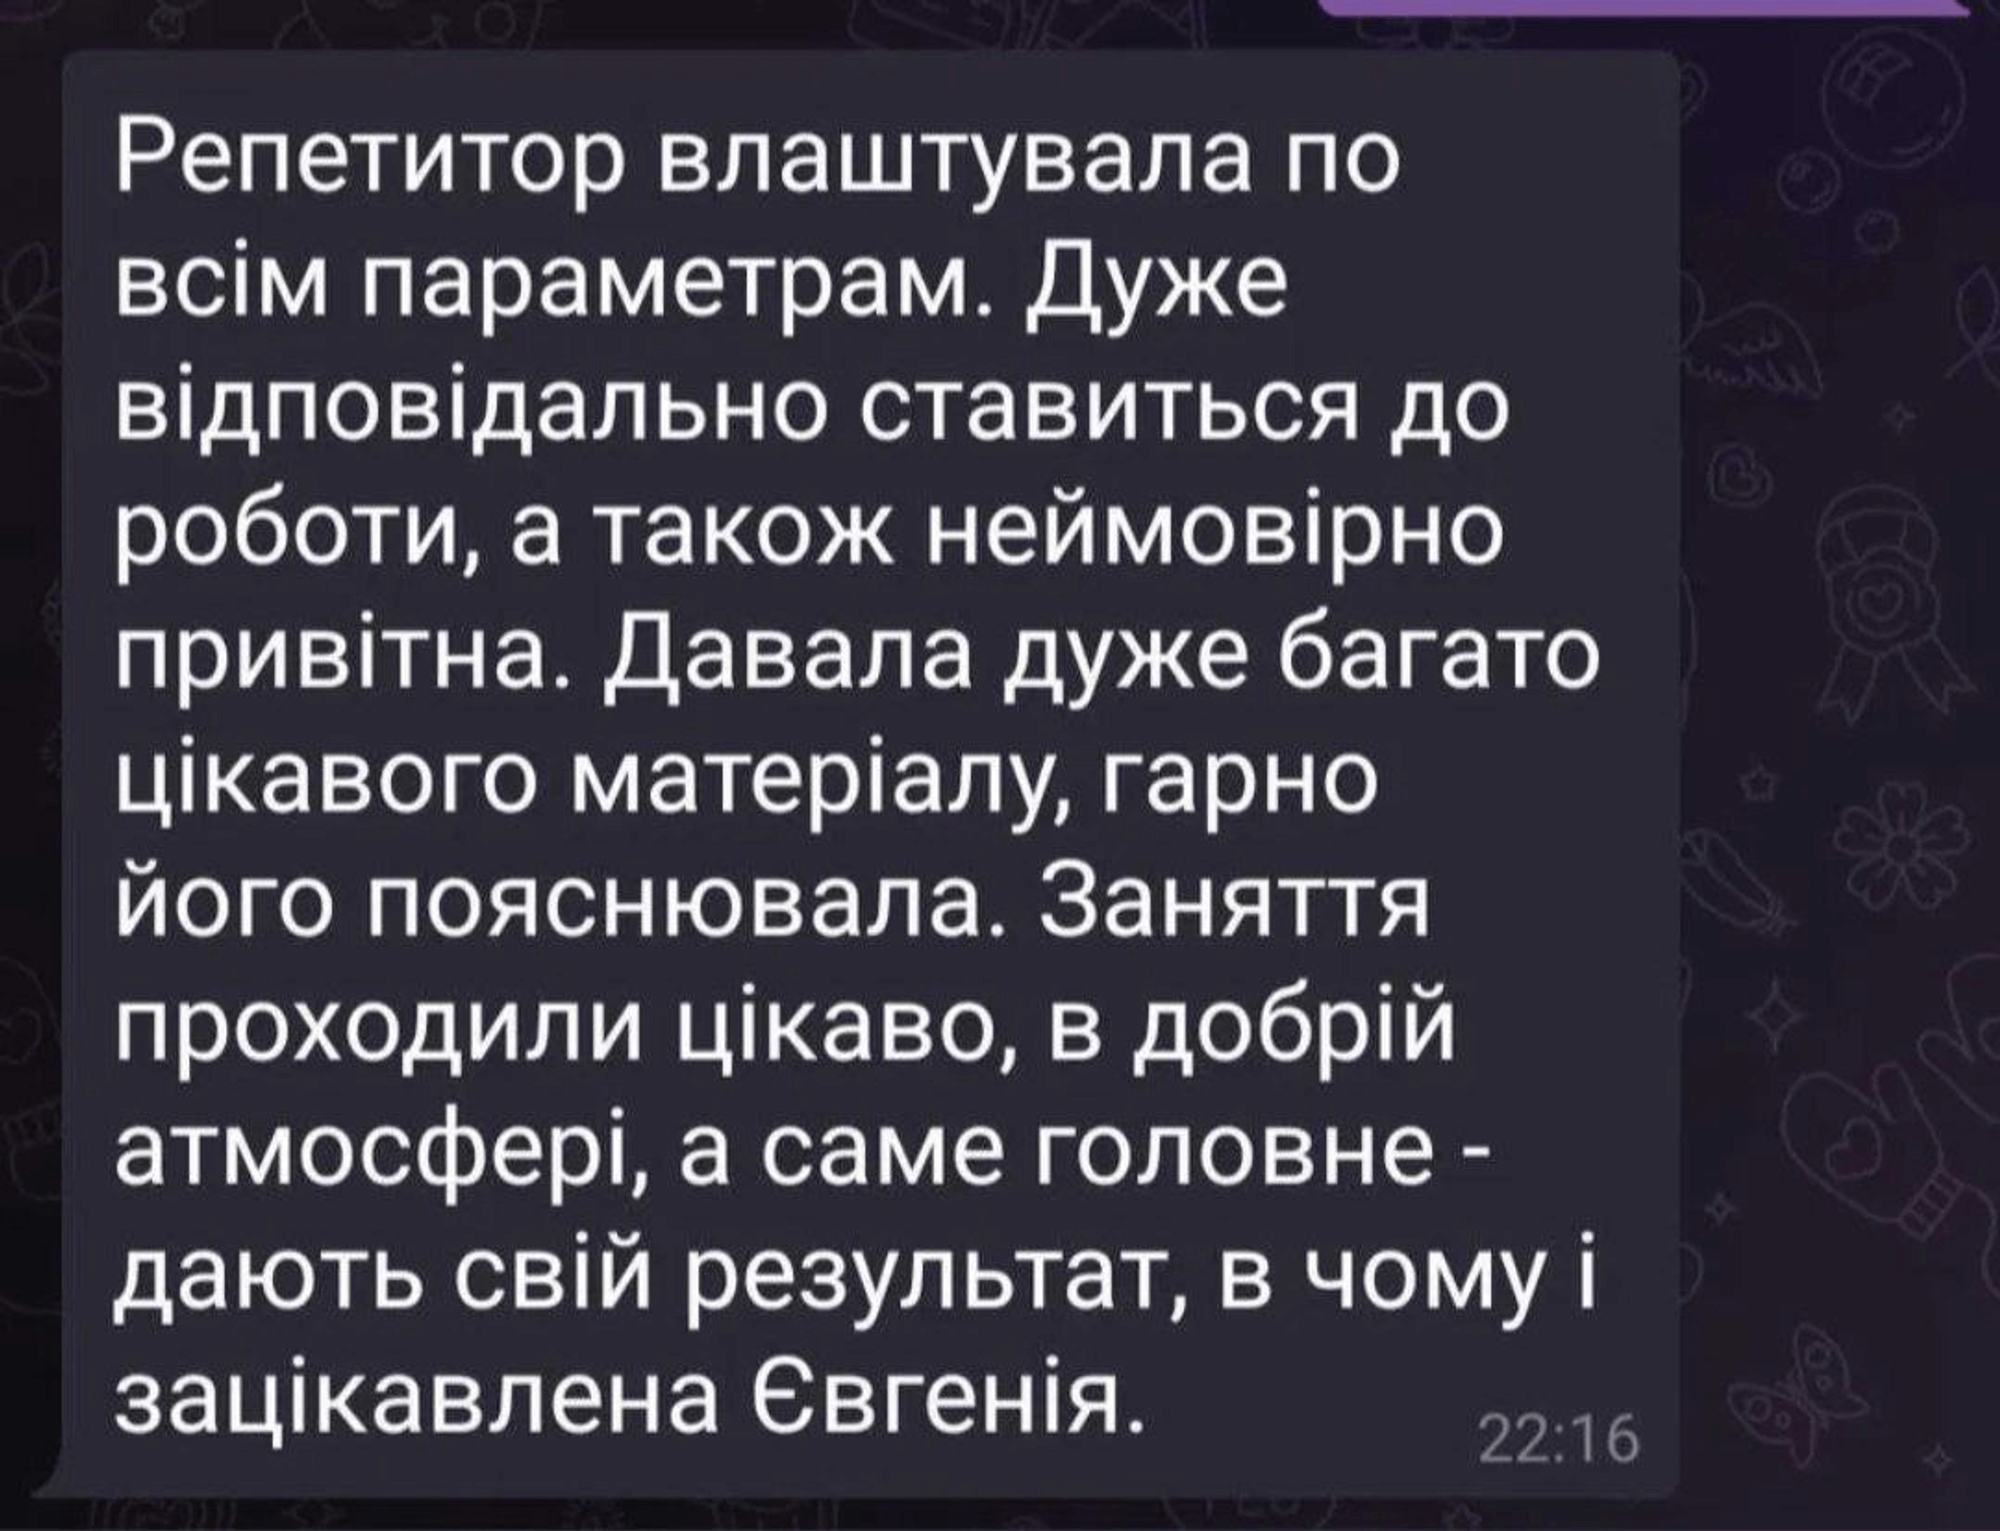 Репетитор влаштувала по
всім параметрам. Дуже
відповідально ставиться до
роботи, а також неймовірно
привітна. Давала дуже багато
цікавого матеріалу, гарно
його пояснювала. Заняття
проходили цікаво, в добрій
атмосфері, а саме головне -
дають свій результат, в чому і
зацікавлена Євгенія.
22:16